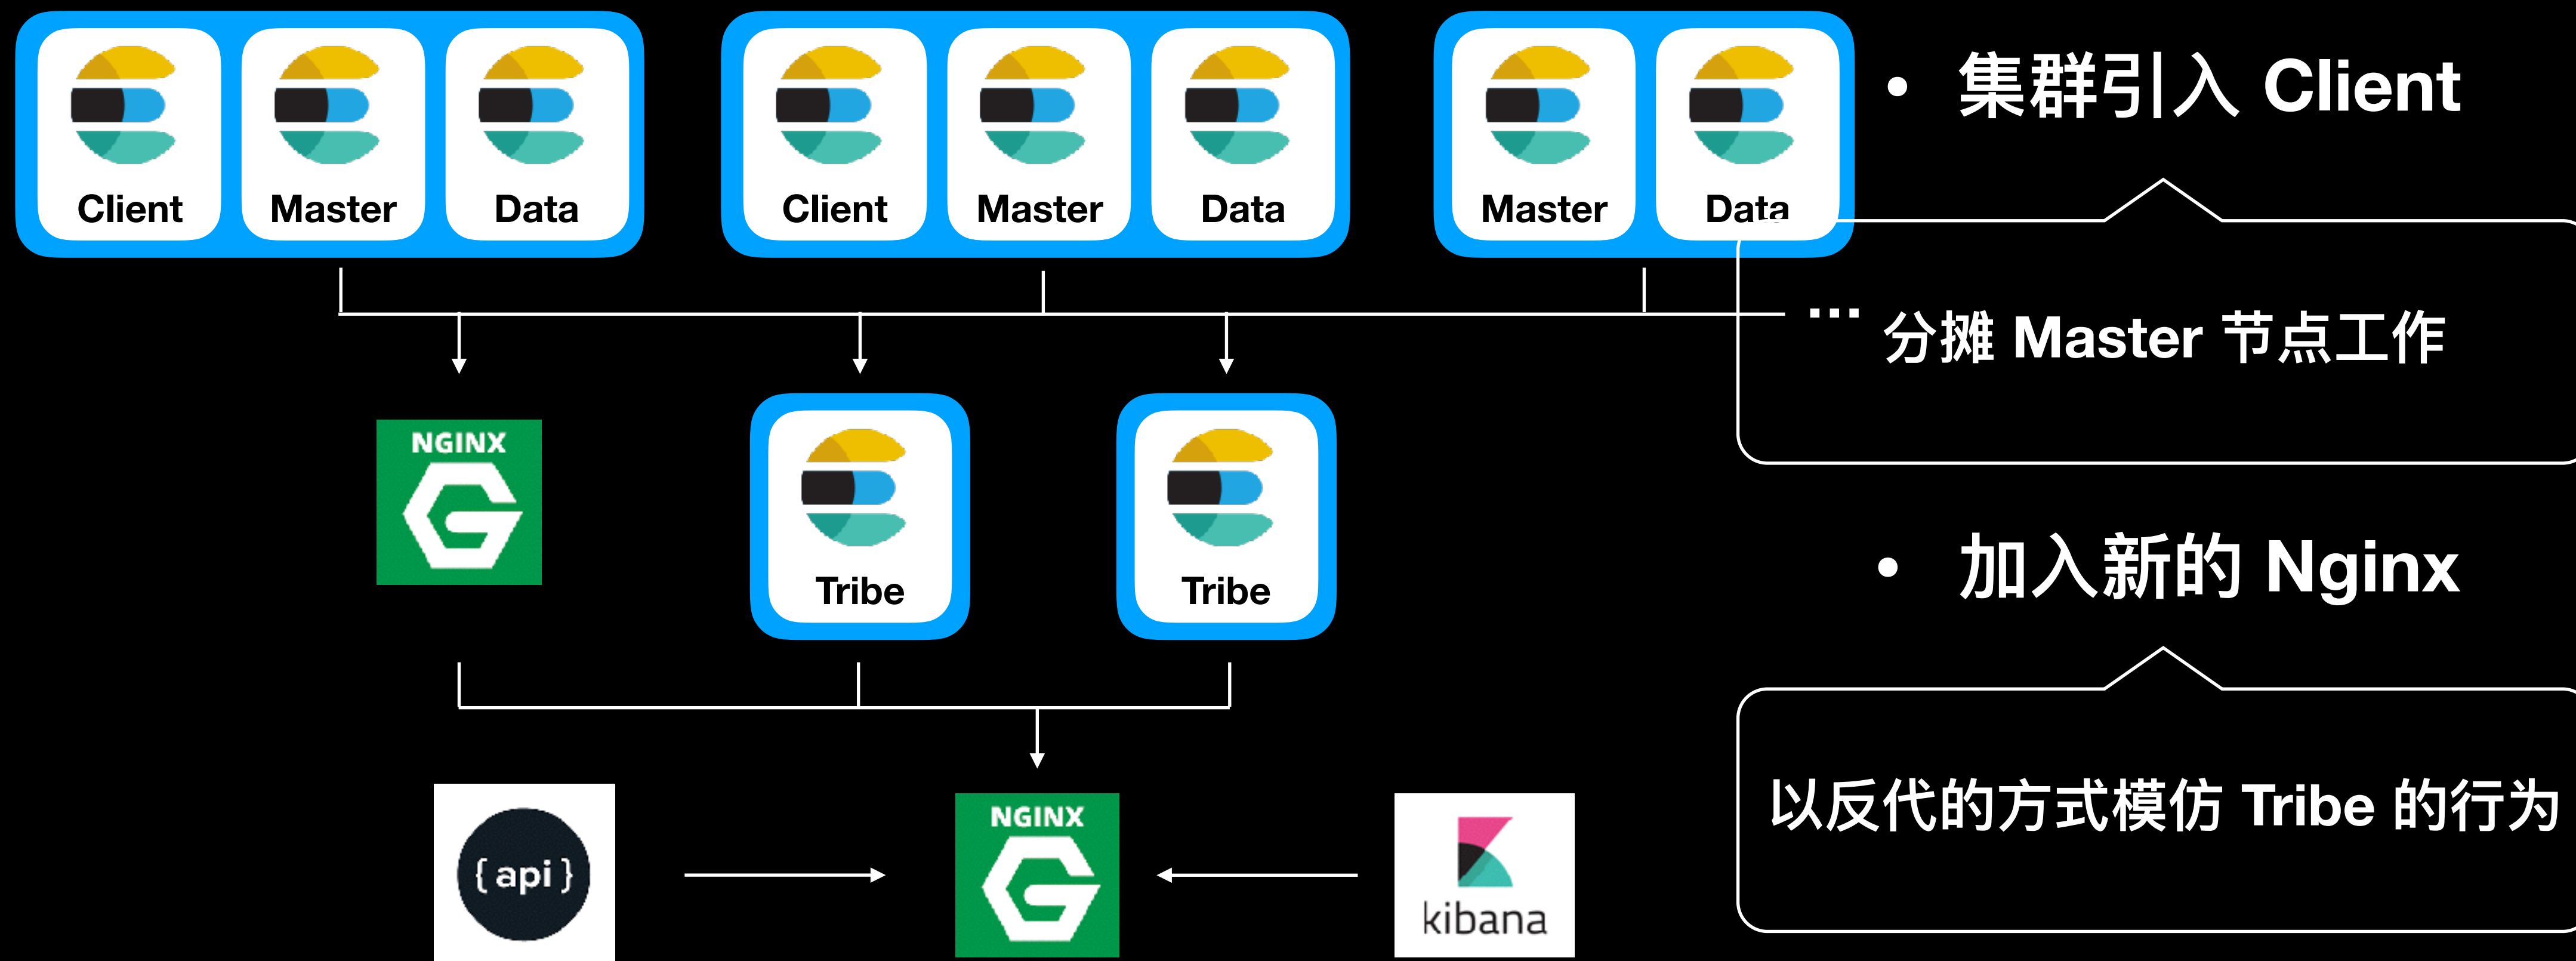 Client Master Data Client Master Data Master Data
• 集群引入 Client
...
分摊 Master 节点工作
NGINX
Tribe Tribe
• 加入新的 Nginx
以反代的方式模仿 Tribe 的行为
{ api }
NGINX
kibana